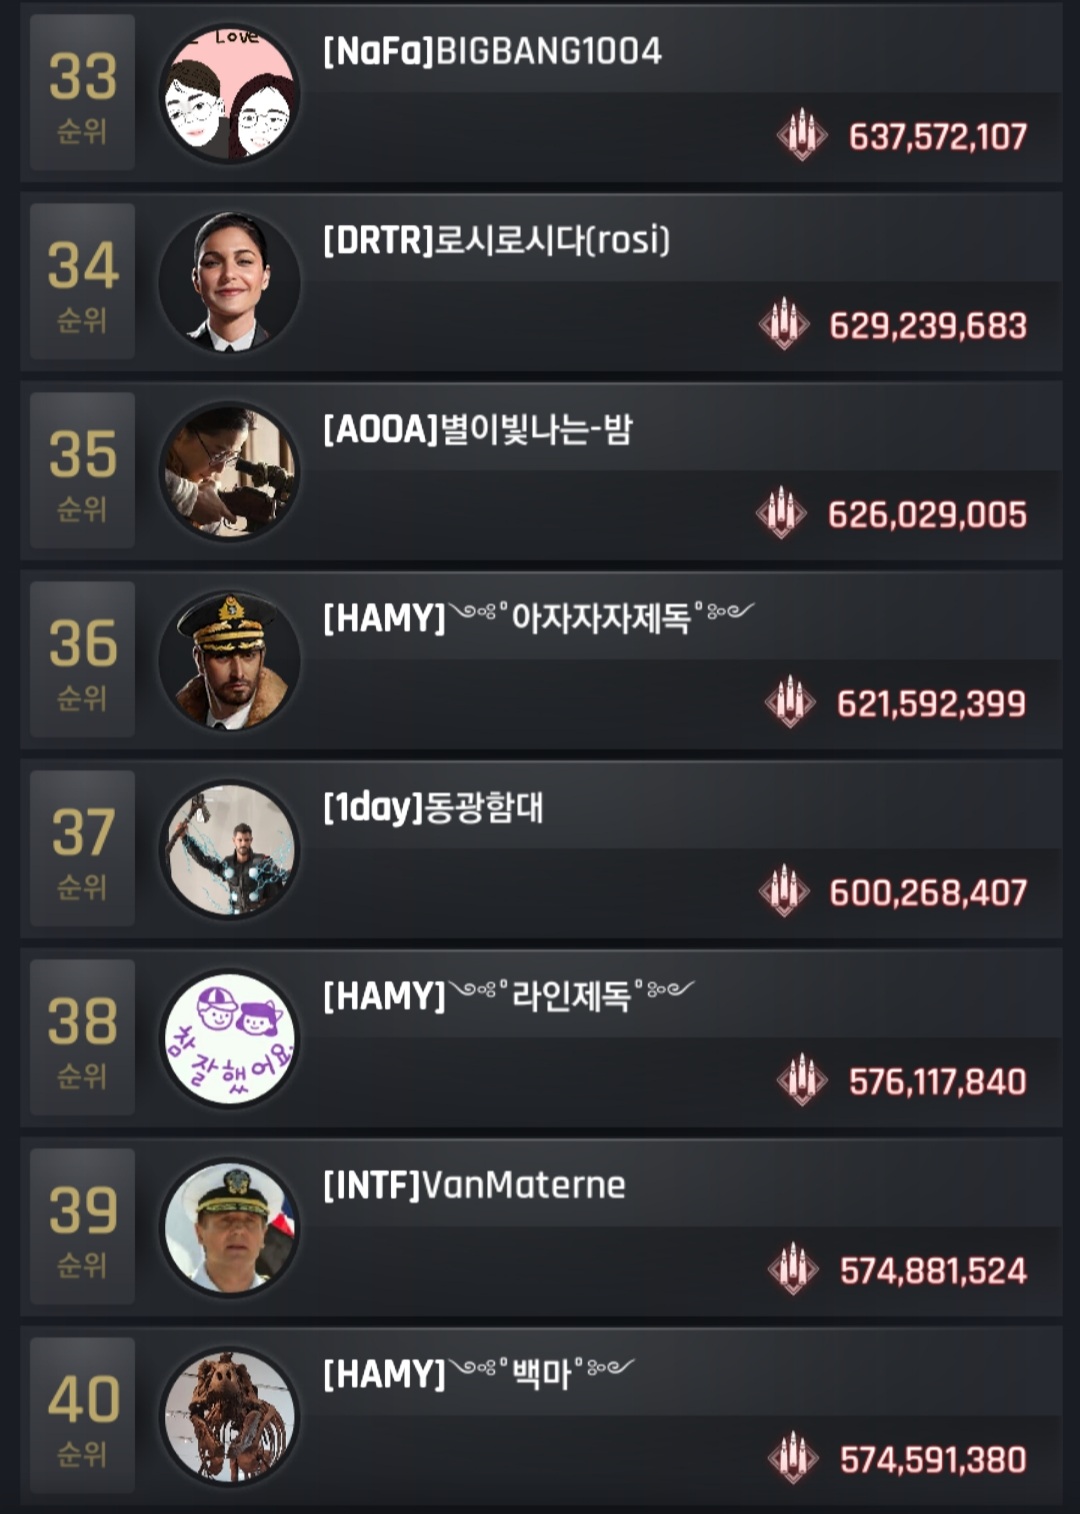 33
순위
Love
[NaFa]BIGBANG1004
637,572,107
34
순위
[DRTR]로시로시다(rosi)
629,239,683
35
순위
[AOOA]별이빛나는-밤
626,029,005
36
순위
[HAMY]༺༻°아자자자제독°༺༻
621,592,399
37
순위
[1day]동광함대
600,268,407
38
순위
참 잘했어요
[HAMY]༺༻°라인제독°༺༻
576,117,840
39
순위
[INTF]VanMaterne
574,881,524
40
순위
[HAMY]༺༻°백마°༺༻
574,591,380